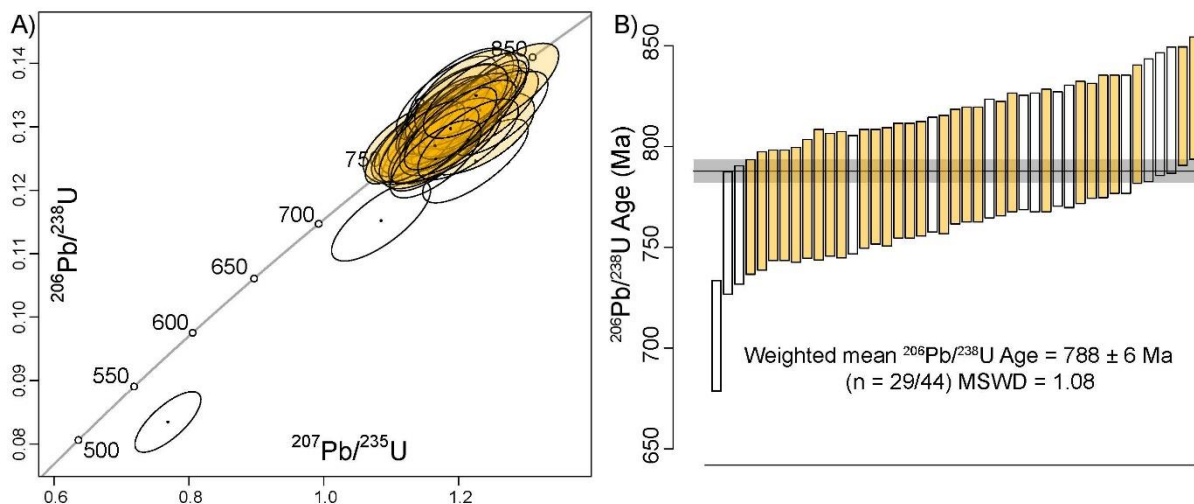 A)
0.14
0.13
0.12
0.11
0.10
0.09
0.08
²⁰⁶Pb/²³⁸U
850
750
700
650
600
550
500
²⁰⁷Pb/²³⁵U
0.6 0.8 1.0 1.2
B)
850
800
750
700
650
²⁰⁶Pb/²³⁸U Age (Ma)
Weighted mean ²⁰⁶Pb/²³⁸U Age = 788 ± 6 Ma
(n = 29/44) MSWD = 1.08